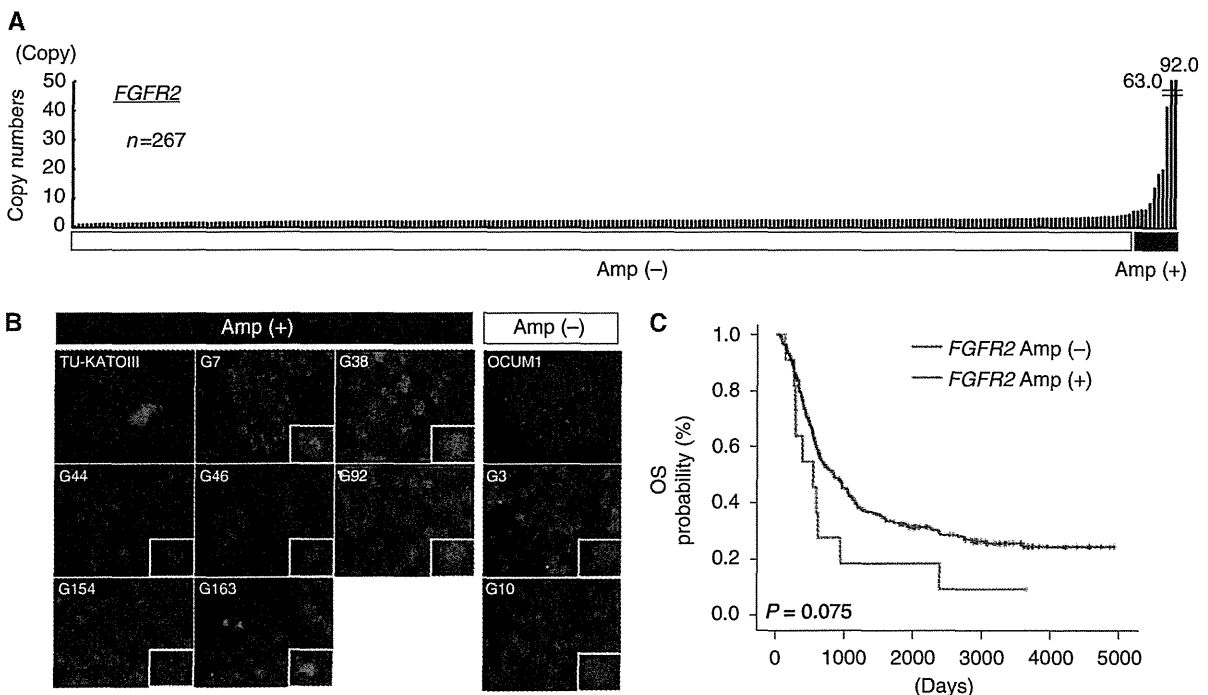 A
(Copy)
Copy numbers
50
40
30
20
10
0
FGFR2
n=267
63.0
92.0
Amp (–)
Amp (+)
B
Amp (+)
Amp (–)
TU-KATOIII
G7
G38
OCUM1
G44
G46
G92
G3
G154
G163
G10
C
OS
probability (%)
1.0
0.8
0.6
0.4
0.2
0.0
FGFR2 Amp (–)
FGFR2 Amp (+)
P = 0.075
0 1000 2000 3000 4000 5000
(Days)